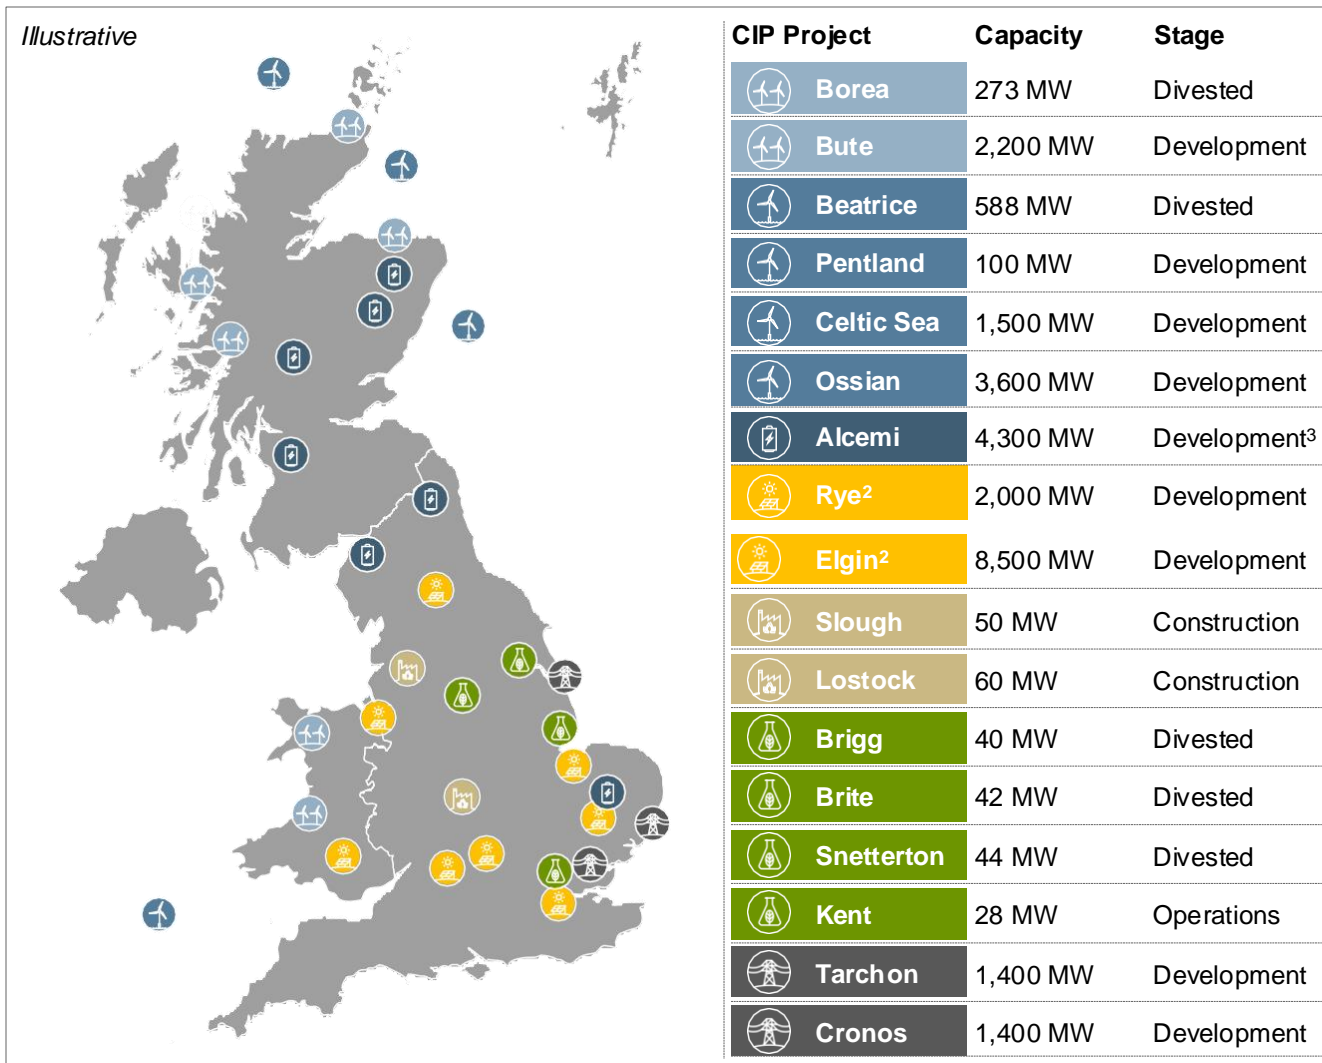 Illustrative
CIP Project Capacity Stage
Borea 273 MW Divested
Bute 2,200 MW Development
Beatrice 588 MW Divested
Pentland 100 MW Development
Celtic Sea 1,500 MW Development
Ossian 3,600 MW Development
Alcemi 4,300 MW Development³
Rye² 2,000 MW Development
Elgin² 8,500 MW Development
Slough 50 MW Construction
Lostock 60 MW Construction
Brigg 40 MW Divested
Brite 42 MW Divested
Snetterton 44 MW Divested
Kent 28 MW Operations
Tarchon 1,400 MW Development
Cronos 1,400 MW Development